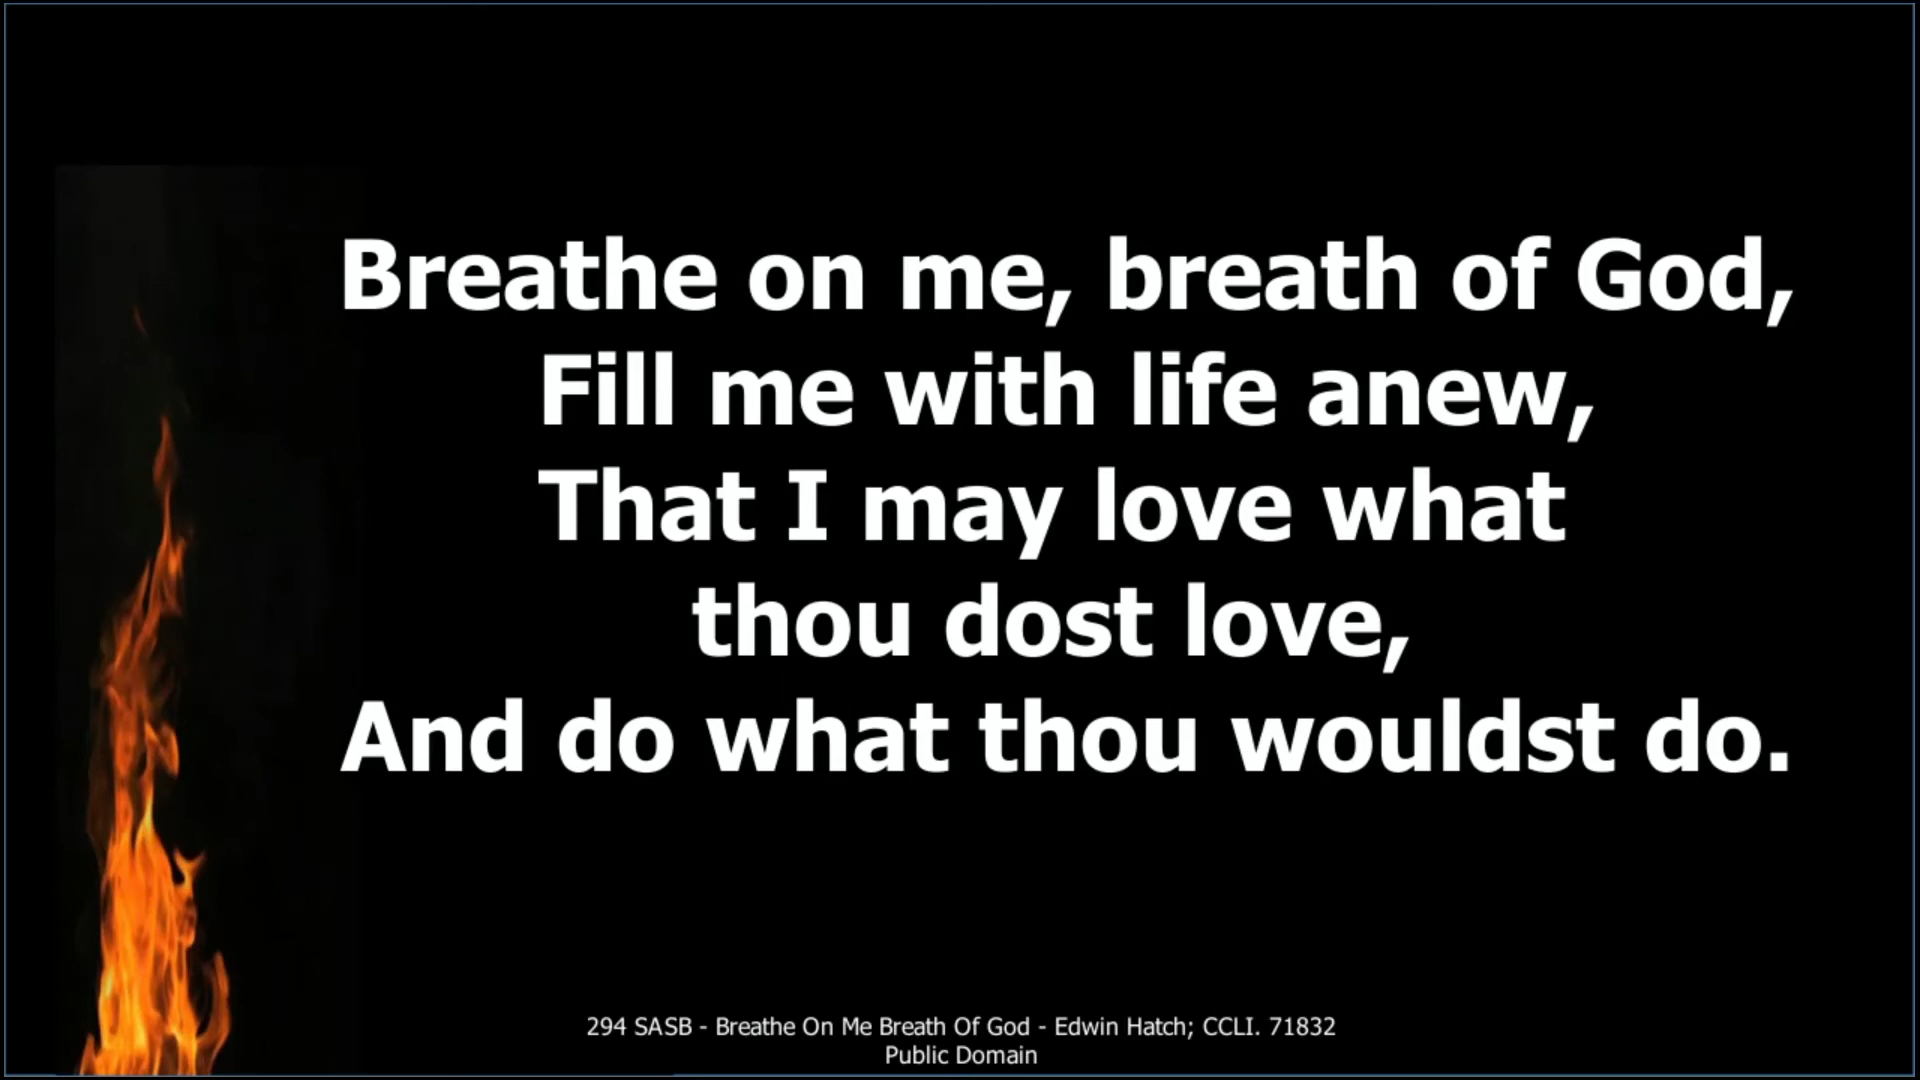 Breathe on me, breath of God,
Fill me with life anew,
That I may love what
thou dost love,
And do what thou wouldst do.
294 SASB - Breathe On Me Breath Of God - Edwin Hatch; CCLI. 71832
Public Domain